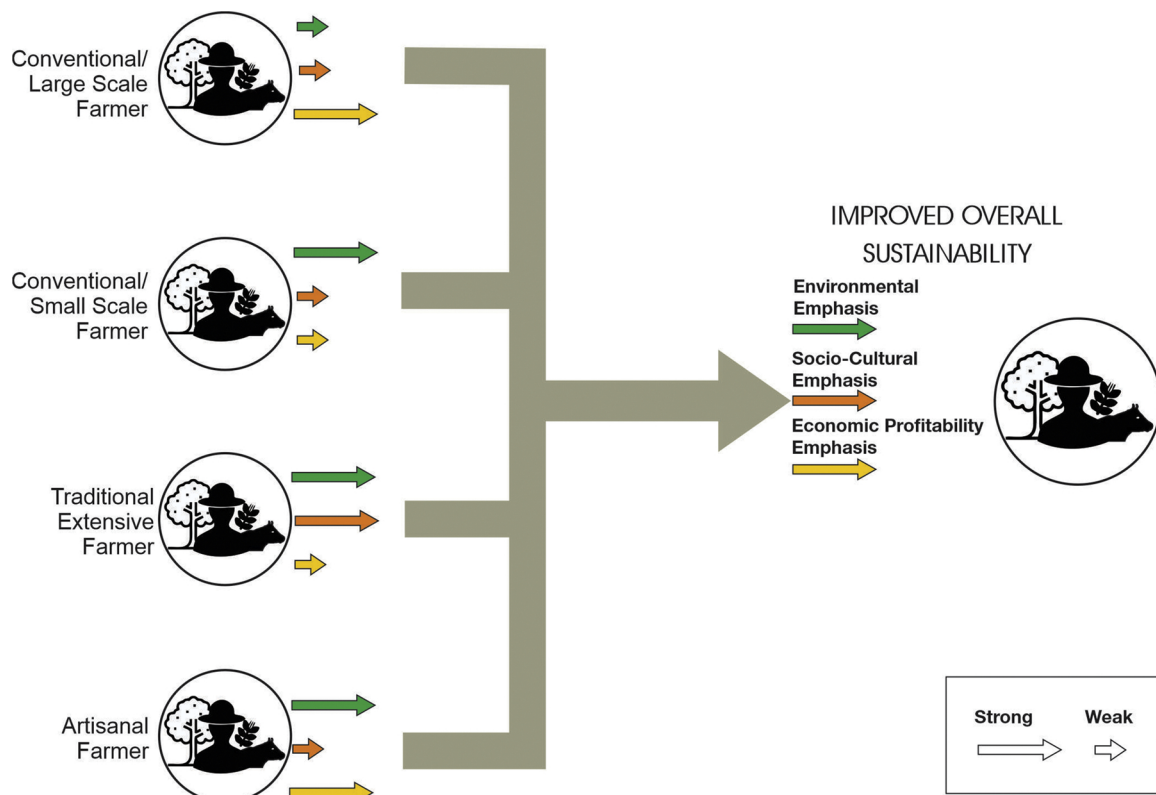 Conventional/
Large Scale
Farmer
Conventional/
Small Scale
Farmer
Traditional
Extensive
Farmer
Artisanal
Farmer
IMPROVED OVERALL
SUSTAINABILITY
Environmental
Emphasis
Socio-Cultural
Emphasis
Economic Profitability
Emphasis
Strong Weak